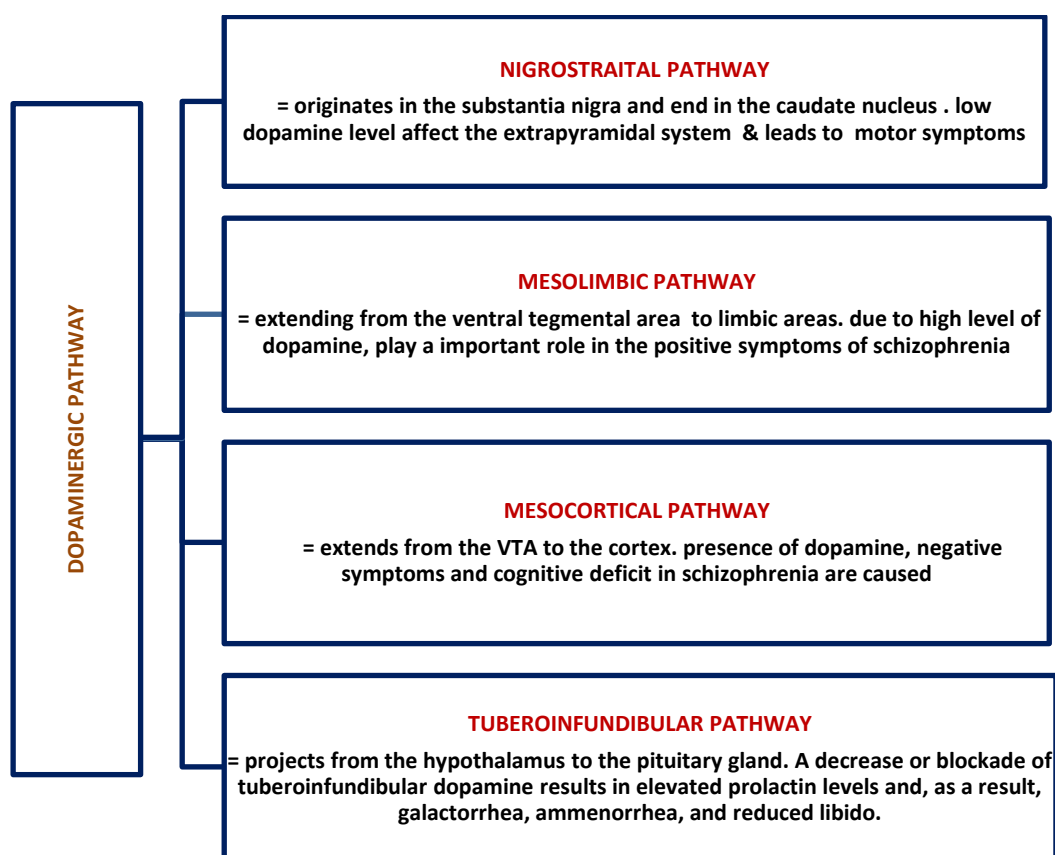 DOPAMINERGIC PATHWAY
NIGROSTRAITAL PATHWAY
= originates in the substantia nigra and end in the caudate nucleus . low
dopamine level affect the extrapyramidal system & leads to motor symptoms
MESOLIMBIC PATHWAY
= extending from the ventral tegmental area to limbic areas. due to high level of
dopamine, play a important role in the positive symptoms of schizophrenia
MESOCORTICAL PATHWAY
= extends from the VTA to the cortex. presence of dopamine, negative
symptoms and cognitive deficit in schizophrenia are caused
TUBEROINFUNDIBULAR PATHWAY
= projects from the hypothalamus to the pituitary gland. A decrease or blockade of
tuberoinfundibular dopamine results in elevated prolactin levels and, as a result,
galactorrhea, ammenorrhea, and reduced libido.